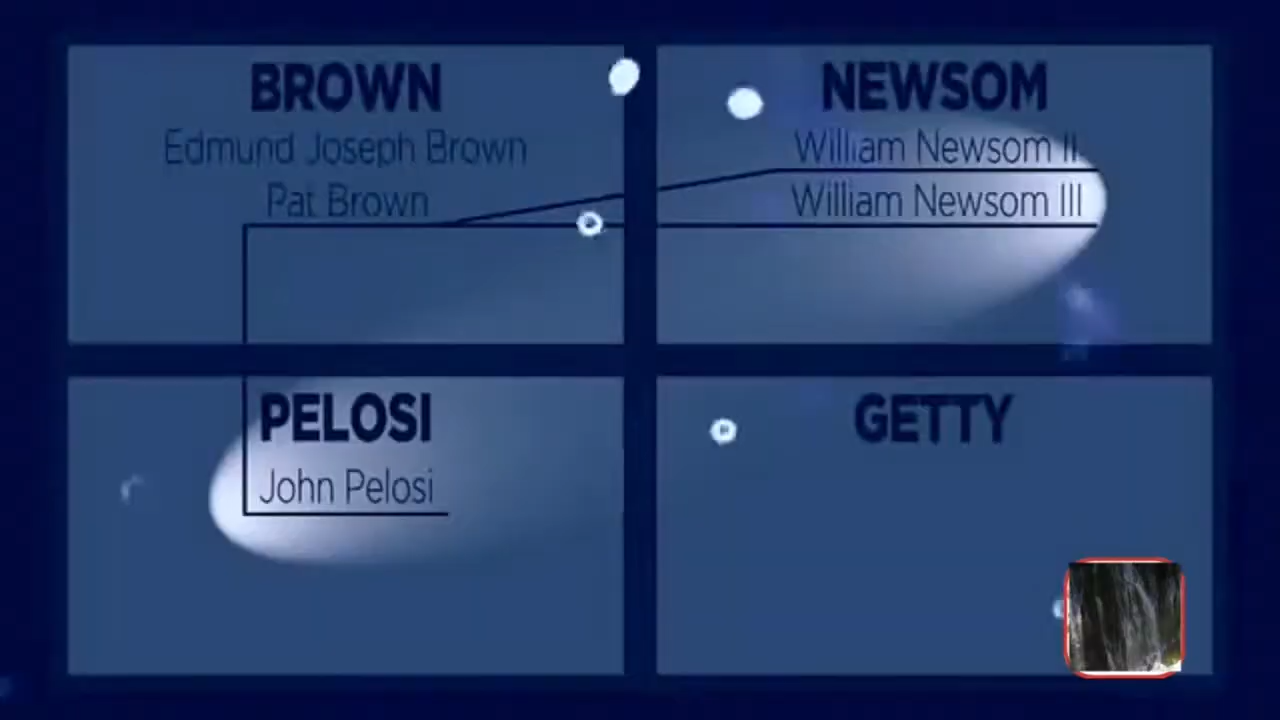 BROWN
Edmund Joseph Brown
Pat Brown
NEWSOM
William Newsom II
William Newsom III
PELOSI
John Pelosi
GETTY